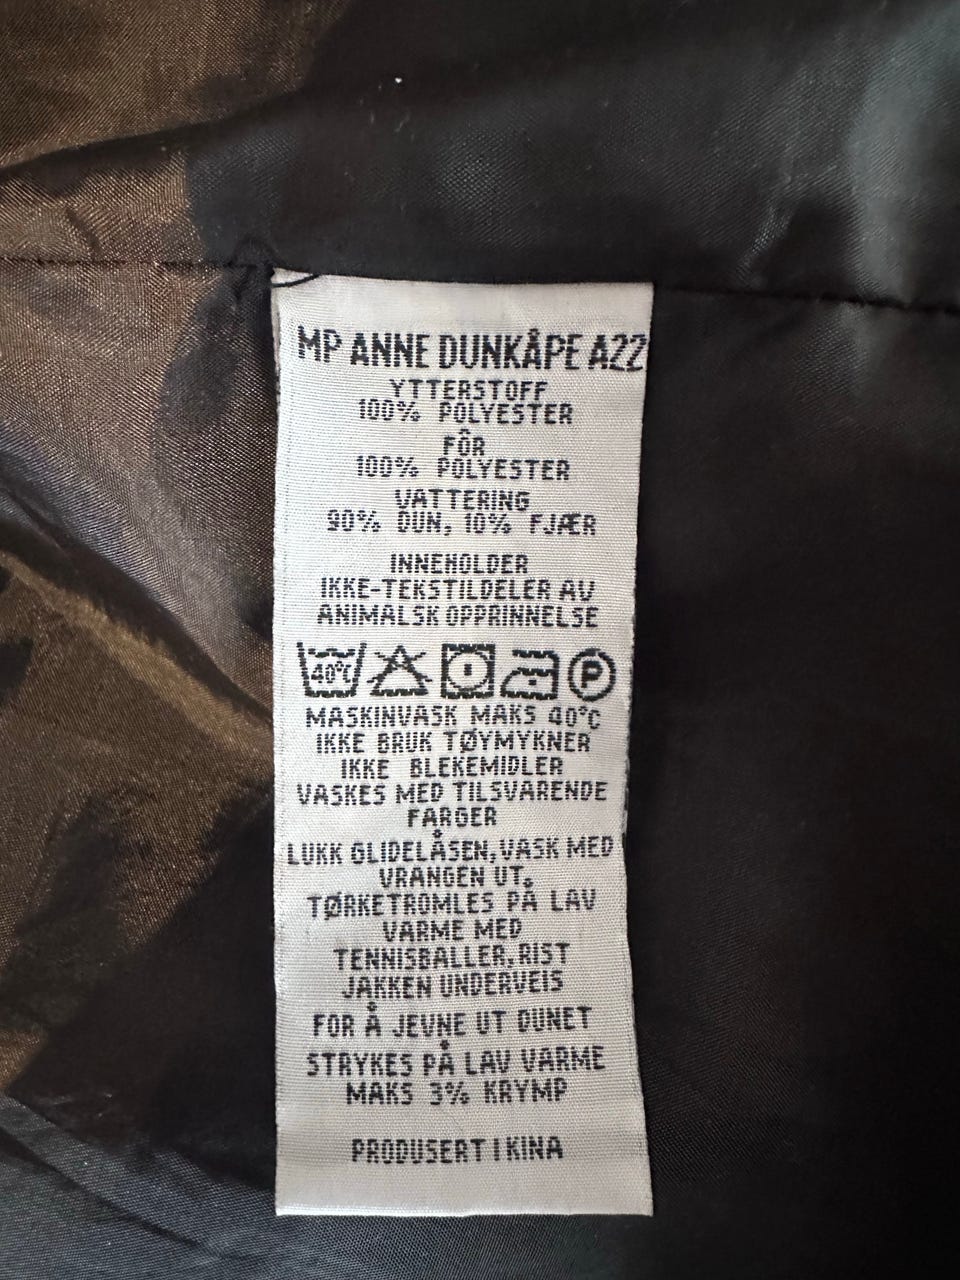 MP ANNE DUNKÅPE A22
YTTERSTOFF
100% POLYESTER
FÔR
100% POLYESTER
VATTERING
90% DUN, 10% FJÆR
INNEHOLDER
IKKE-TEKSTILDELER AV
ANIMALSK OPPRINNELSE
40°C P
MASKINVASK MAKS 40°C
IKKE BRUK TØYMYKNER
IKKE BLEKEMIDLER
VASKES MED TILSVARENDE
FARGER
LUKK GLIDELÅSEN, VASK MED
VRANGEN UT.
TØRKETROMLES PÅ LAV
VARME MED
TENNISBALLER, RIST
JAKKEN UNDERVEIS
FOR Å JEVNE UT DUNET
STRYKES PÅ LAV VARME
MAKS 3% KRYMP
PRODUSERT I KINA